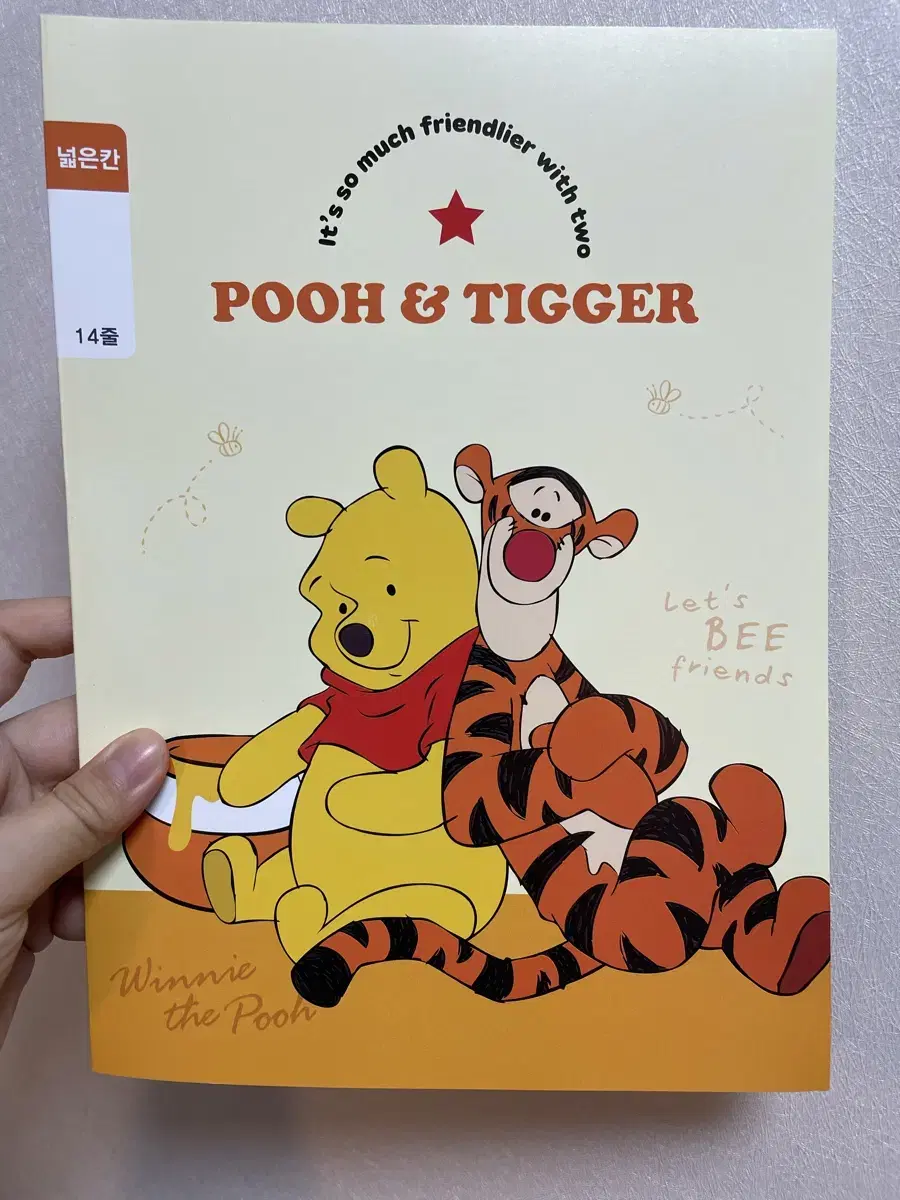 넓은칸
14줄
It's so much friendlier with two
POOH & TIGGER
Let's
BEE
friends
Winnie
the Pooh